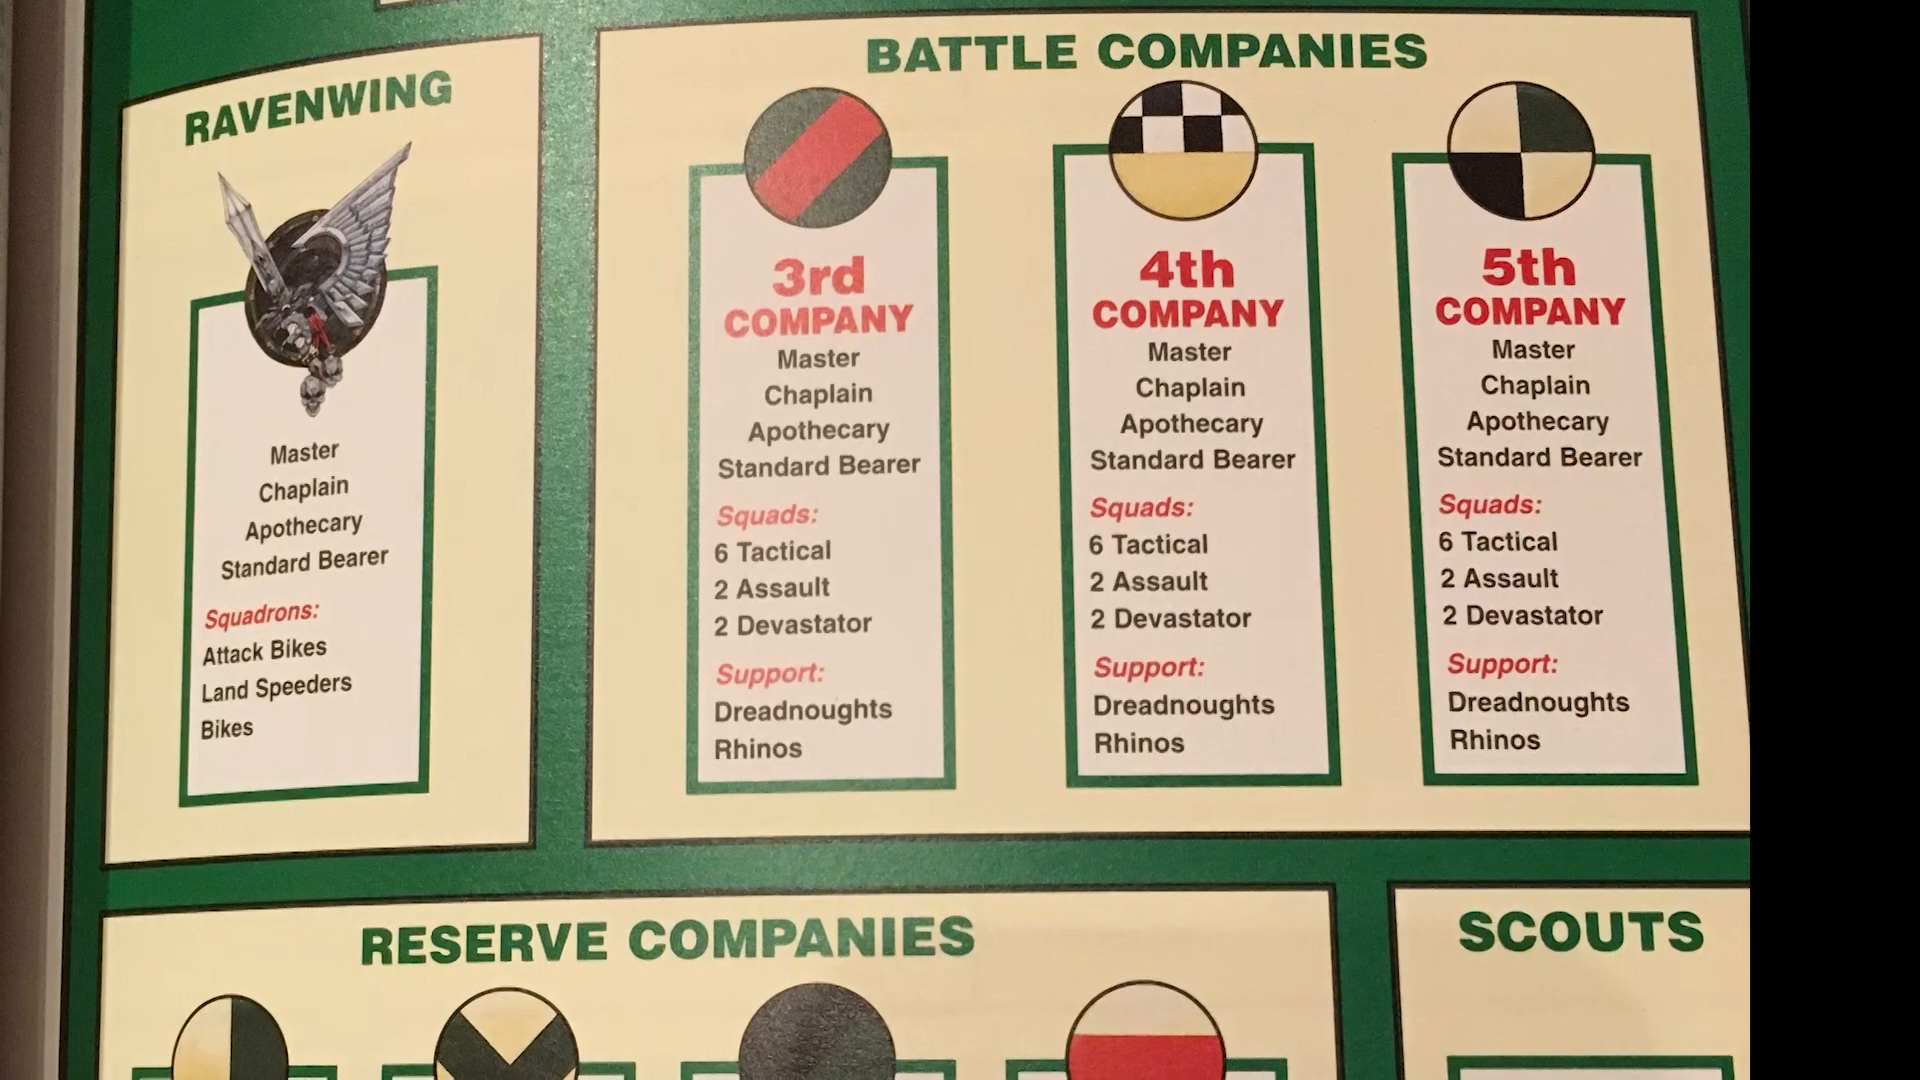 RAVENWING
Master
Chaplain
Apothecary
Standard Bearer
Squadrons:
Attack Bikes
Land Speeders
Bikes
BATTLE COMPANIES
3rd
COMPANY
Master
Chaplain
Apothecary
Standard Bearer
Squads:
6 Tactical
2 Assault
2 Devastator
Support:
Dreadnoughts
Rhinos
4th
COMPANY
Master
Chaplain
Apothecary
Standard Bearer
Squads:
6 Tactical
2 Assault
2 Devastator
Support:
Dreadnoughts
Rhinos
5th
COMPANY
Master
Chaplain
Apothecary
Standard Bearer
Squads:
6 Tactical
2 Assault
2 Devastator
Support:
Dreadnoughts
Rhinos
RESERVE COMPANIES
SCOUTS